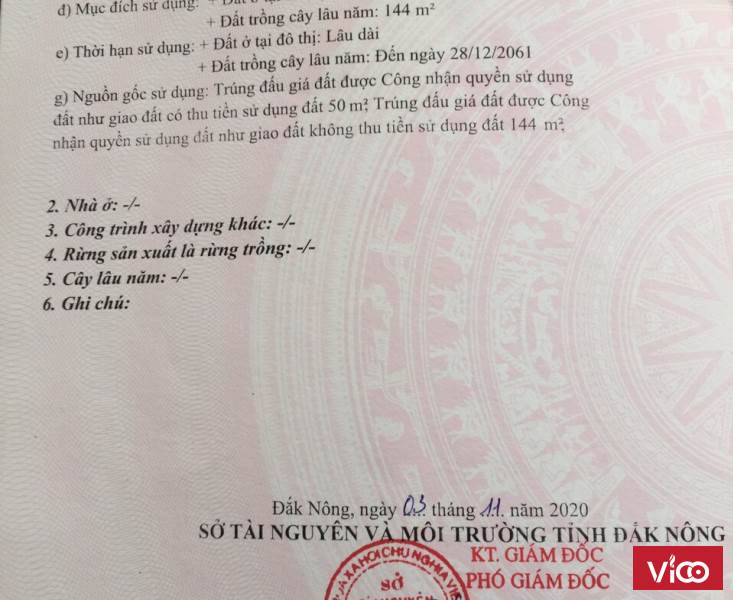 đ) Mục đích sử dụng:
+ Đất trồng cây lâu năm: 144 m²
e) Thời hạn sử dụng: + Đất ở tại đô thị: Lâu dài
+ Đất trồng cây lâu năm: Đến ngày 28/12/2061
g) Nguồn gốc sử dụng: Trúng đấu giá đất được Công nhận quyền sử dụng
đất như giao đất có thu tiền sử dụng đất 50 m²; Trúng đấu giá đất được Công
nhận quyền sử dụng đất như giao đất không thu tiền sử dụng đất 144 m²;
2. Nhà ở: -/-
3. Công trình xây dựng khác: -/-
4. Rừng sản xuất là rừng trồng: -/-
5. Cây lâu năm: -/-
6. Ghi chú:
Đắk Nông, ngày 03 tháng 11 năm 2020
SỞ TÀI NGUYÊN VÀ MÔI TRƯỜNG TỈNH ĐẮK NÔNG
KT. GIÁM ĐỐC
PHÓ GIÁM ĐỐC
XÃ HỘI CHỦ NGHĨA VIỆ
SỞ
Vico